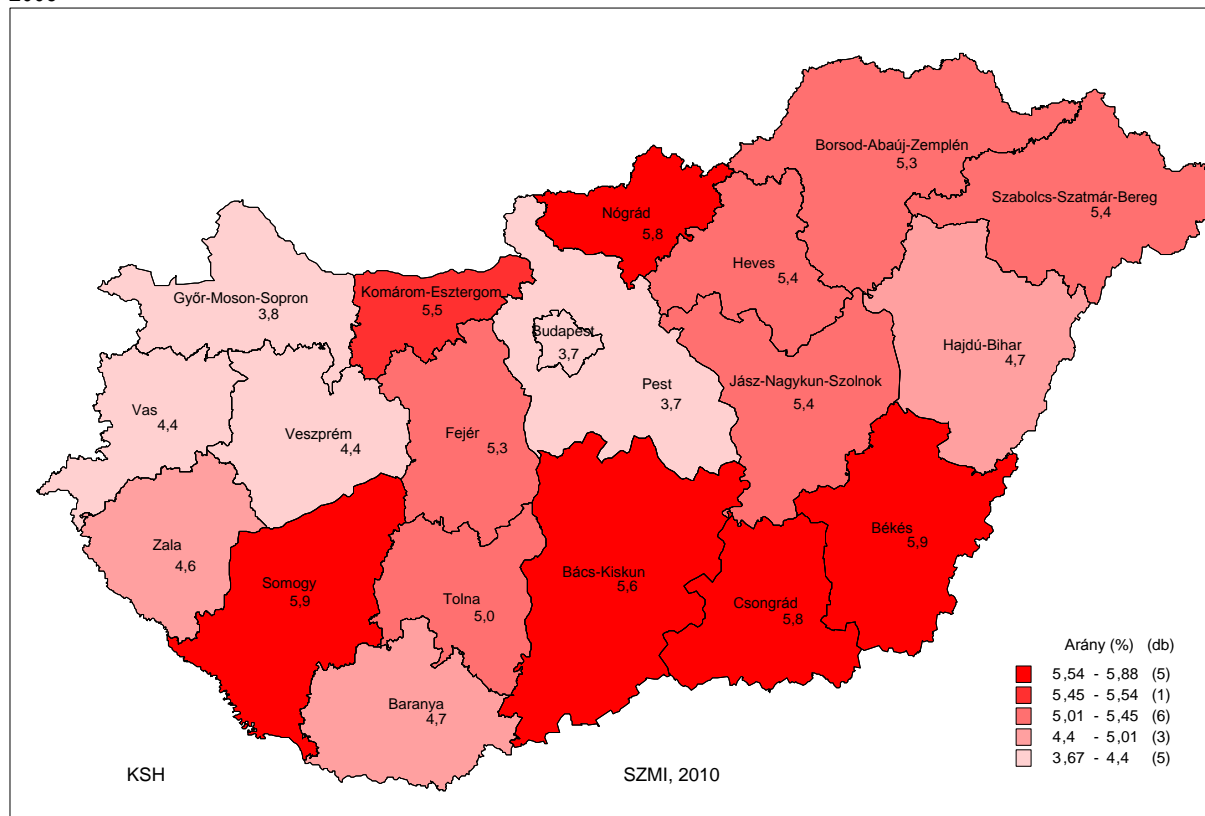 Borsod-Abaúj-Zemplén
5,3
Szabolcs-Szatmár-Bereg
5,4
Nógrád
5,8
Heves
5,4
Győr-Moson-Sopron
3,8
Komárom-Esztergom
5,5
Budapest
3,7
Hajdú-Bihar
4,7
Pest
3,7
Jász-Nagykun-Szolnok
5,4
Vas
4,4
Veszprém
4,4
Fejér
5,3
Zala
4,6
Somogy
5,9
Tolna
5,0
Bács-Kiskun
5,6
Csongrád
5,8
Békés
5,9
Baranya
4,7
Arány (%) (db)
5,54 - 5,88 (5)
5,45 - 5,54 (1)
5,01 - 5,45 (6)
4,4 - 5,01 (3)
3,67 - 4,4 (5)
KSH
SZMI, 2010